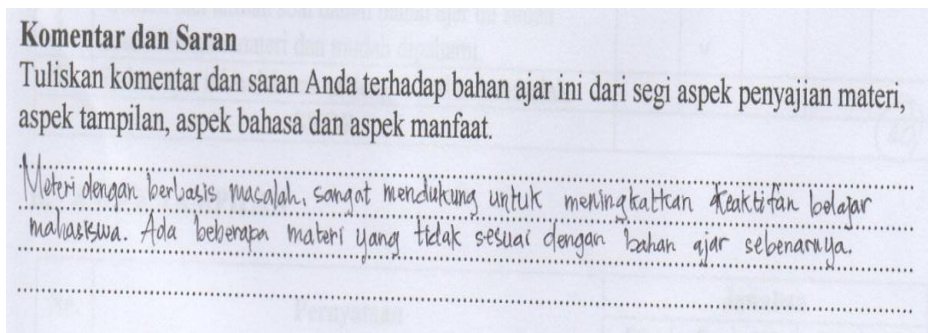 Komentar dan Saran
Tuliskan komentar dan saran Anda terhadap bahan ajar ini dari segi aspek penyajian materi,
aspek tampilan, aspek bahasa dan aspek manfaat.
Materi dengan berbasis masalah, sangat mendukung untuk meningkatkan keaktifan belajar
mahasiswa. Ada beberapa materi yang tidak sesuai dengan bahan ajar sebenarnya.